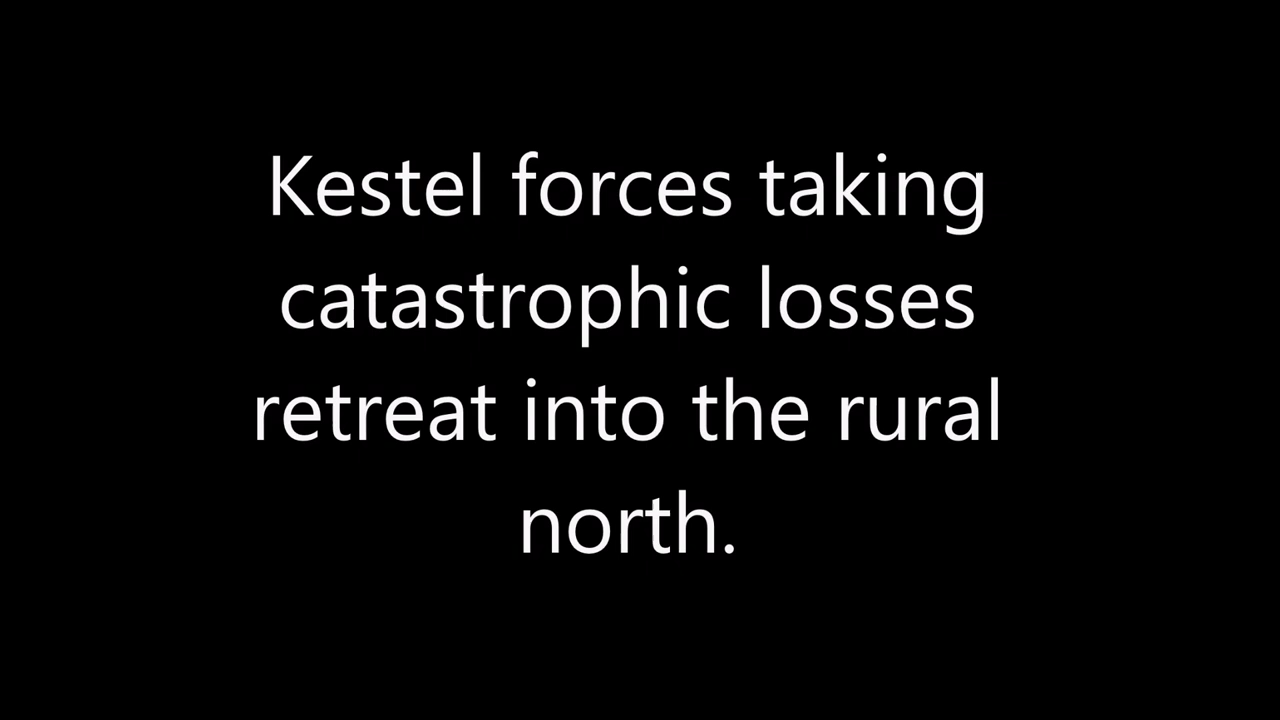 Kestel forces taking
catastrophic losses
retreat into the rural
north.